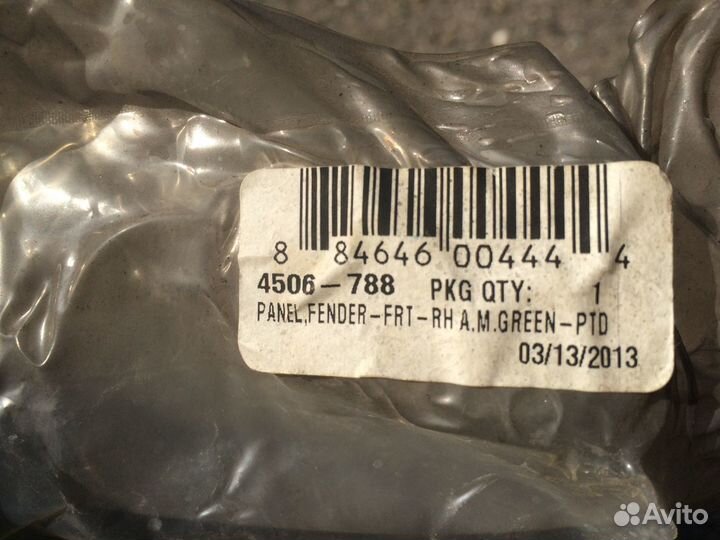 8 84646 00444 4
4506-788 PKG QTY: 1
PANEL,FENDER-FRT-RH A.M.GREEN-PTD
03/13/2013
Avito